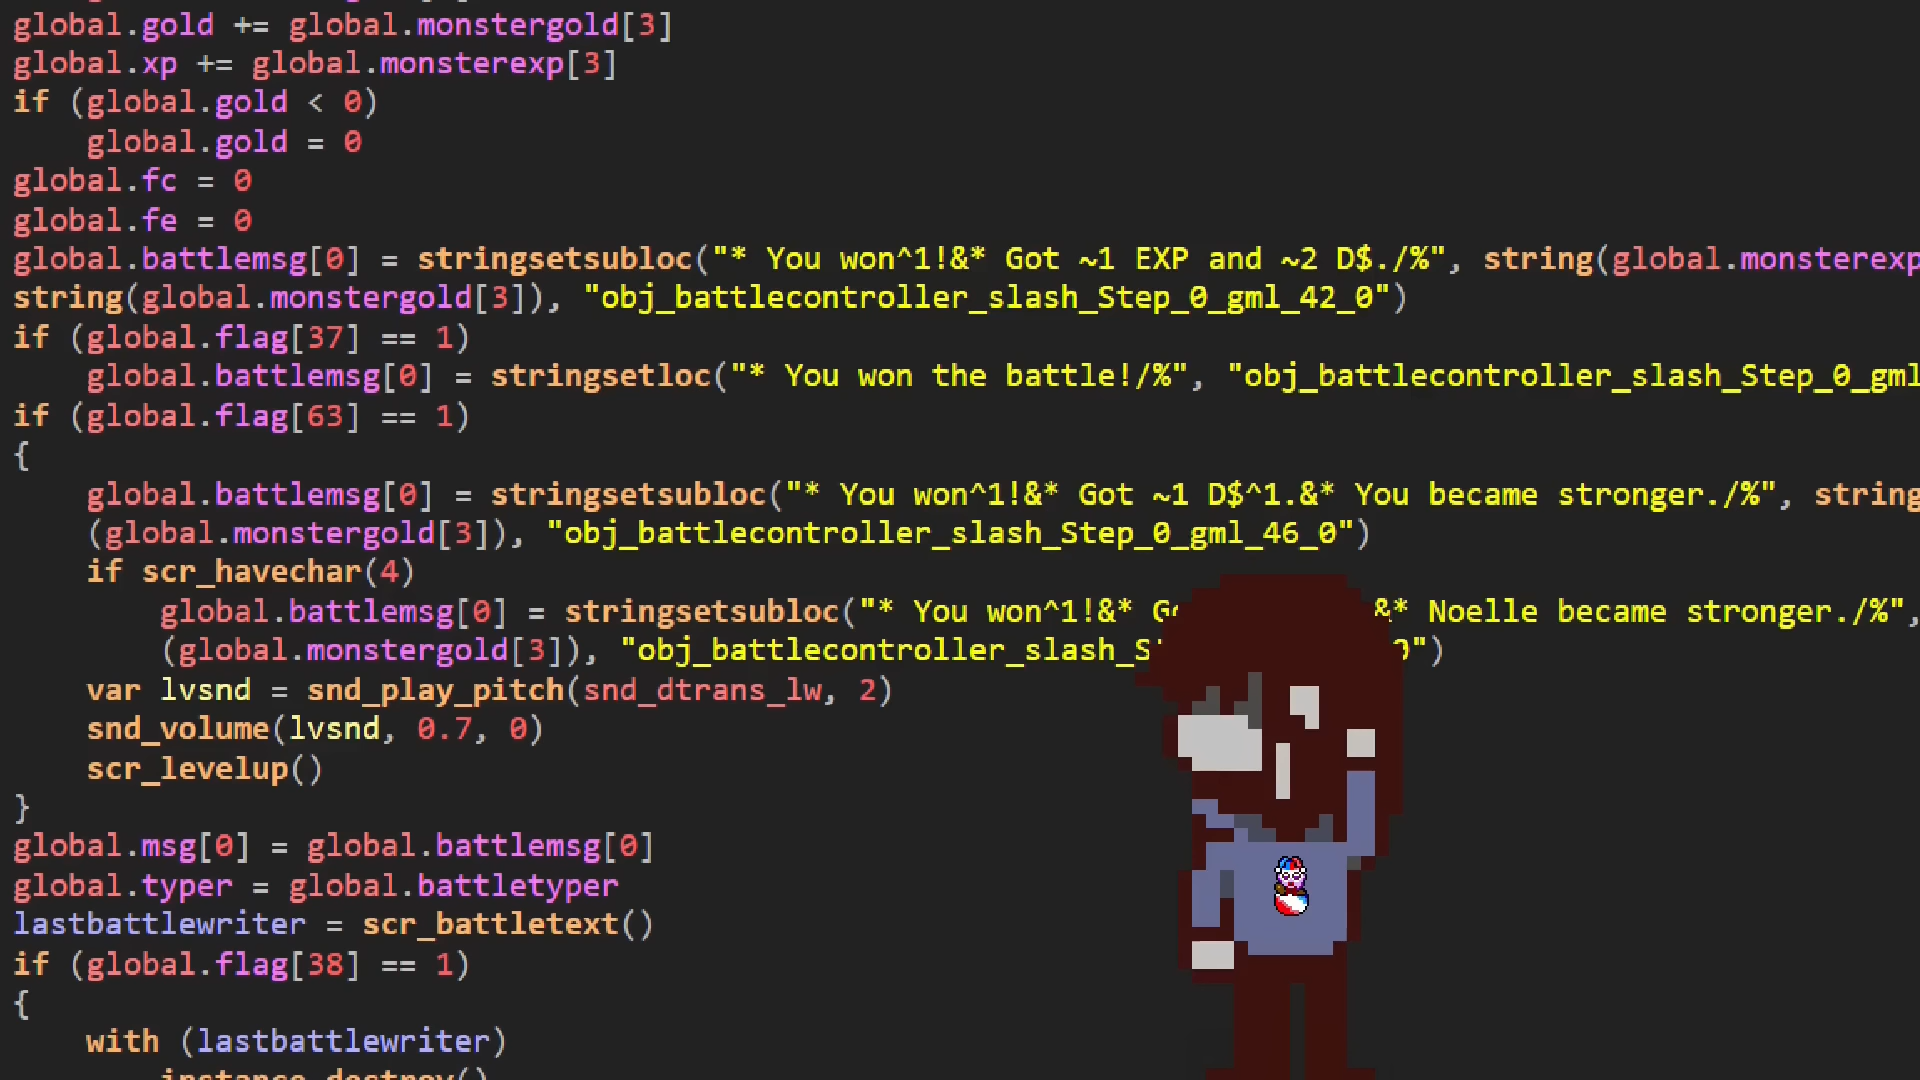 global.gold += global.monstergold[3]
global.xp += global.monsterexp[3]
if (global.gold < 0)
    global.gold = 0
global.fc = 0
global.fe = 0
global.battlemsg[0] = stringsetsubloc("* You won^1!&* Got ~1 EXP and ~2 D$./%", string(global.monsterexp
string(global.monstergold[3]), "obj_battlecontroller_slash_Step_0_gml_42_0")
if (global.flag[37] == 1)
    global.battlemsg[0] = stringsetloc("* You won the battle!/%", "obj_battlecontroller_slash_Step_0_gml
if (global.flag[63] == 1)
{
    global.battlemsg[0] = stringsetsubloc("* You won^1!&* Got ~1 D$^1.&* You became stronger./%", string
    (global.monstergold[3]), "obj_battlecontroller_slash_Step_0_gml_46_0")
    if scr_havechar(4)
        global.battlemsg[0] = stringsetsubloc("* You won^1!&* &* Noelle became stronger./%",
        (global.monstergold[3]), "obj_battlecontroller_slash_ 0")
    var lvsnd = snd_play_pitch(snd_dtrans_lw, 2)
    snd_volume(lvsnd, 0.7, 0)
    scr_levelup()
}
global.msg[0] = global.battlemsg[0]
global.typer = global.battletyper
lastbattlewriter = scr_battletext()
if (global.flag[38] == 1)
{
    with (lastbattlewriter)
        instance_destroy()